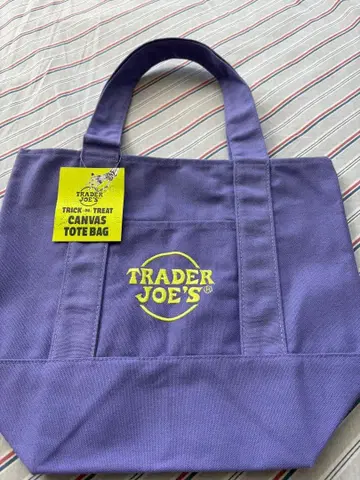 TRADER
JOE'S
TRICK OR TREAT
CANVAS
TOTE BAG
TRADER
JOE'S®